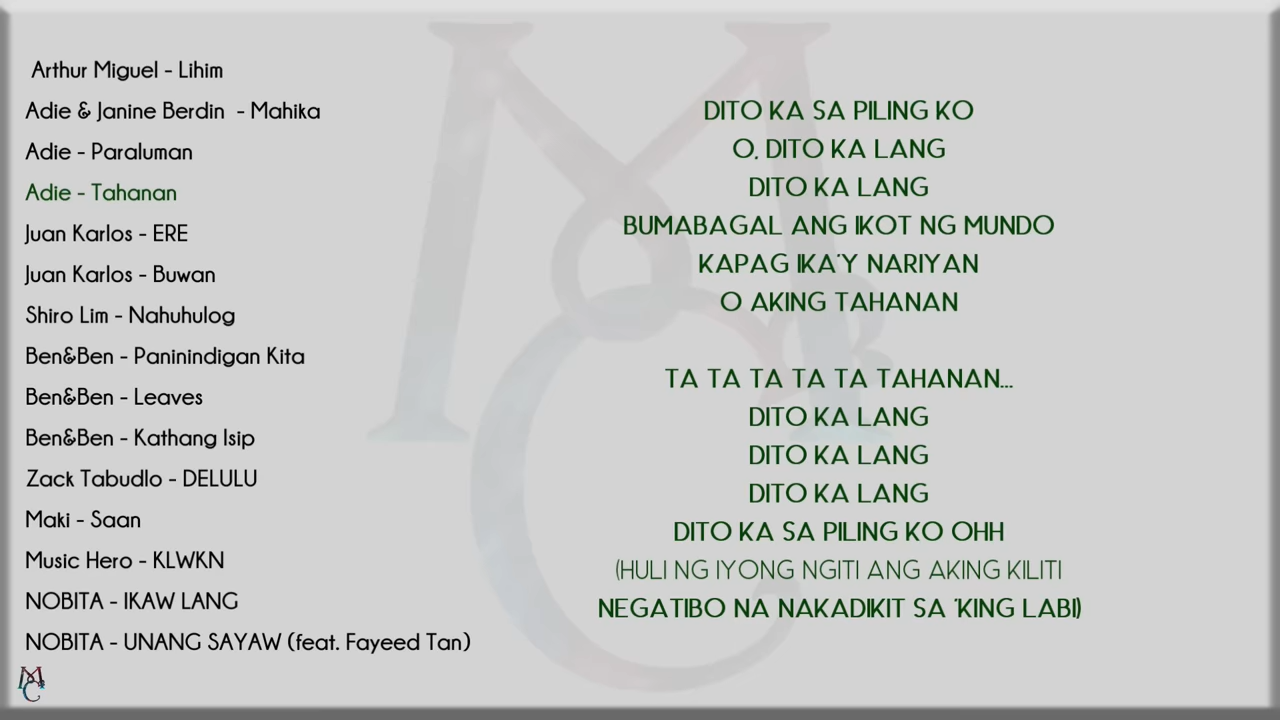 Arthur Miguel - Lihim
Adie & Janine Berdin - Mahika
Adie - Paraluman
Adie - Tahanan
Juan Karlos - ERE
Juan Karlos - Buwan
Shiro Lim - Nahuhulog
Ben&Ben - Paninindigan Kita
Ben&Ben - Leaves
Ben&Ben - Kathang Isip
Zack Tabudlo - DELULU
Maki - Saan
Music Hero - KLWKN
NOBITA - IKAW LANG
NOBITA - UNANG SAYAW (feat. Fayeed Tan)
DITO KA SA PILING KO
O, DITO KA LANG
DITO KA LANG
BUMABAGAL ANG IKOT NG MUNDO
KAPAG IKA'Y NARIYAN
O AKING TAHANAN
TA TA TA TA TA TAHANAN...
DITO KA LANG
DITO KA LANG
DITO KA LANG
DITO KA SA PILING KO OHH
(HULI NG IYONG NGITI ANG AKING KILITI
NEGATIBO NA NAKADIKIT SA 'KING LABI)